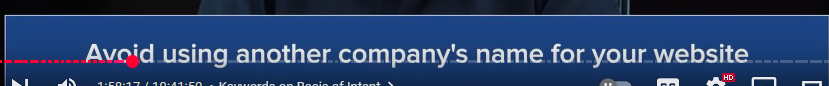 Avoid using another company's name for your website
1:58:17 / 10:41:50 • Keywords on Basis of Intent >
HD